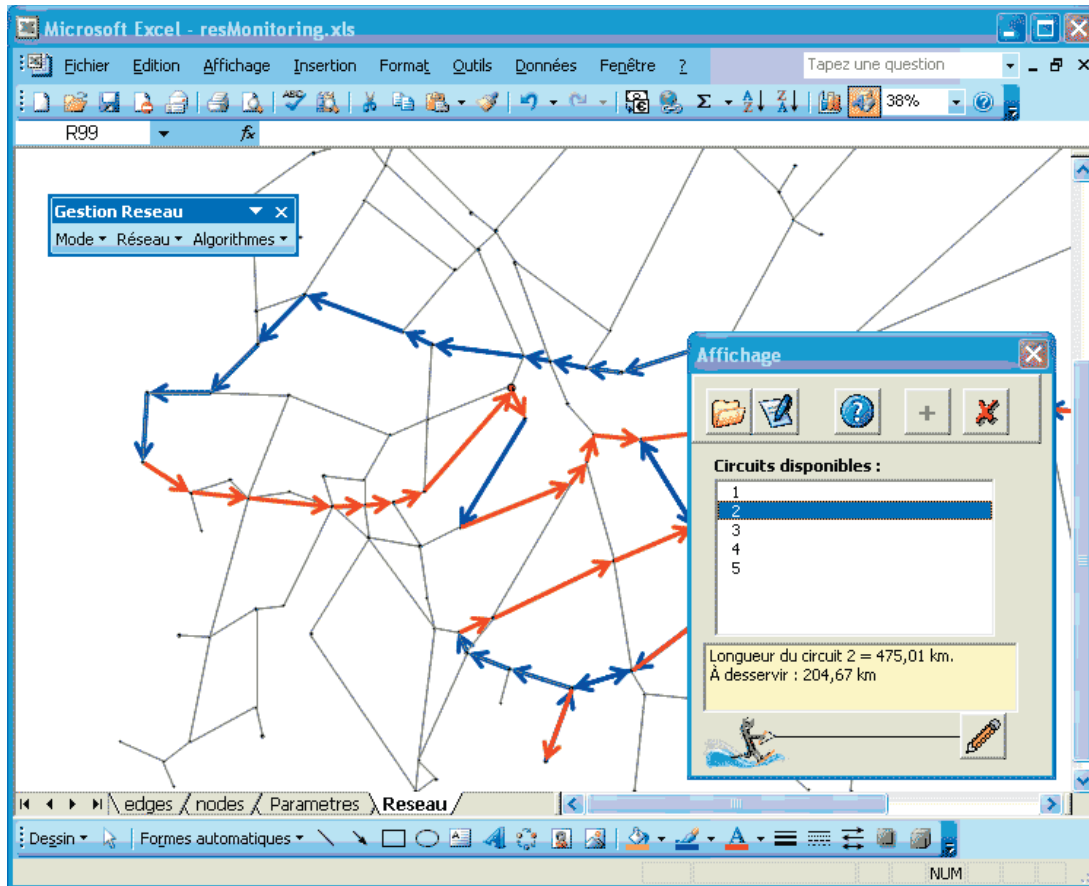 Microsoft Excel - resMonitoring.xls
Fichier Edition Affichage Insertion Format Outils Données Fenêtre ? Tapez une question
ABC Σ A Z Z A 38% ?
R99 fx
Gestion Reseau
Mode Réseau Algorithmes
Affichage
?
+
Circuits disponibles :
1
2
3
4
5
Longueur du circuit 2 = 475,01 km.
À desservir : 204,67 km
edges / nodes / Parametres \ Reseau /
Dessin Formes automatiques A A A
NUM